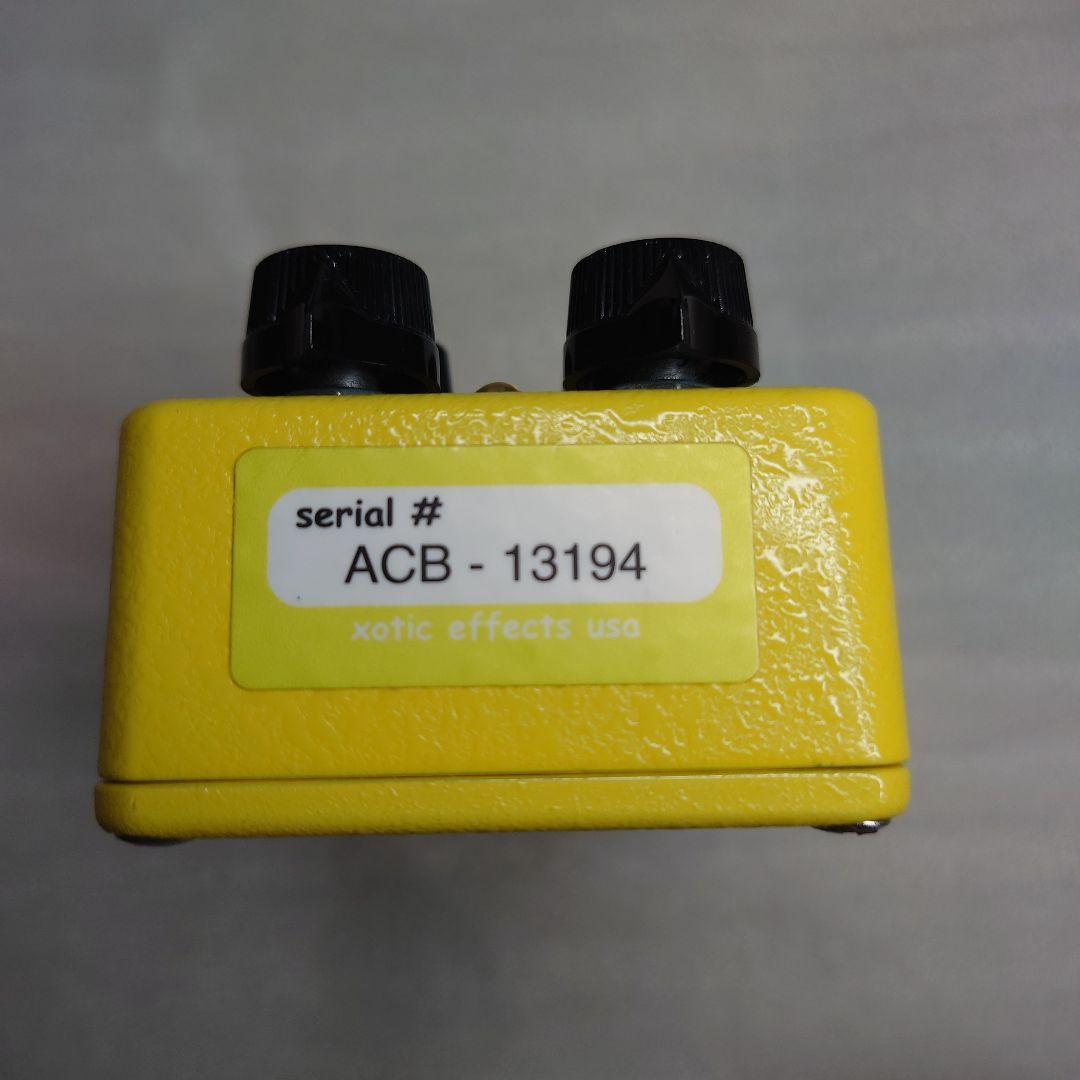 serial #
ACB - 13194
xotic effects usa